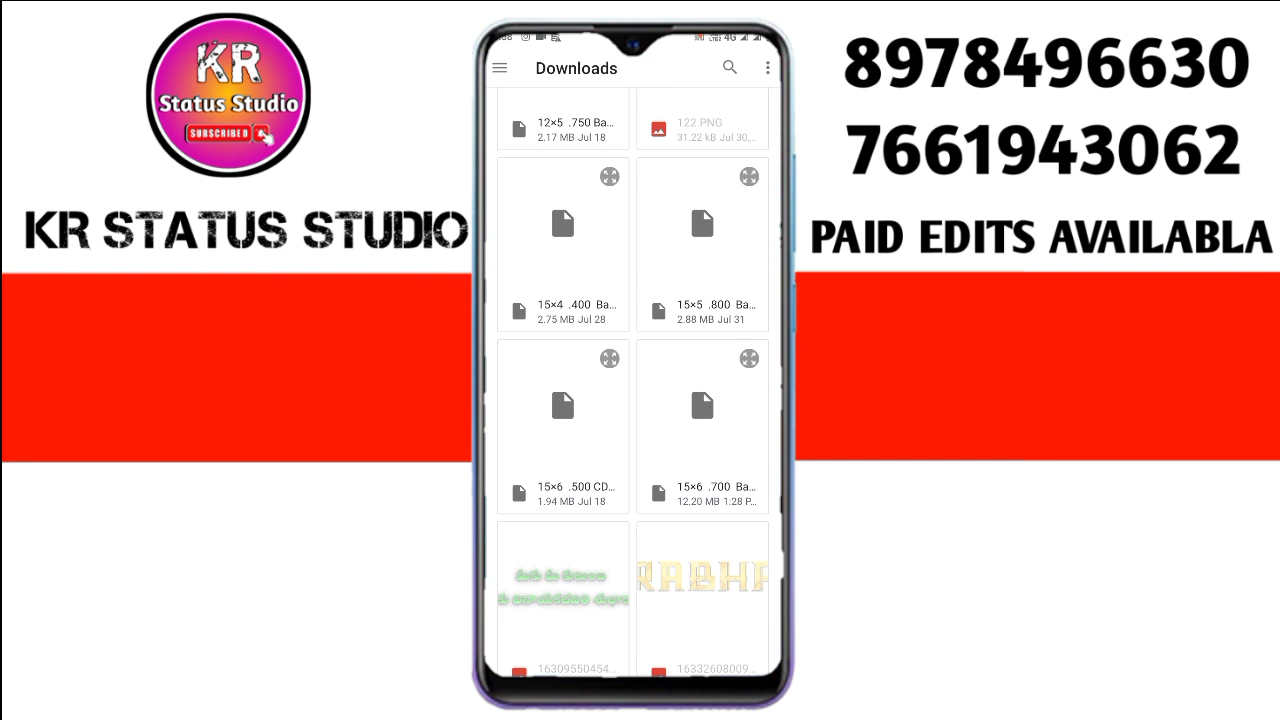 KR
Status Studio
SUBSCRIBED
KR STATUS STUDIO
4G
Downloads
12×5 .750 Ba...
2.17 MB Jul 18
122.PNG
31.22 kB Jul 30,...
15×4 .400 Ba...
2.75 MB Jul 28
15×5 .800 Ba...
2.88 MB Jul 31
15×6 .500 CD...
1.94 MB Jul 18
15×6 .700 Ba...
12.20 MB 1:28 P...
మీకు మీ కుటుంబ
RABHA
16309550454...
16332608009...
8978496630
7661943062
PAID EDITS AVAILABLA